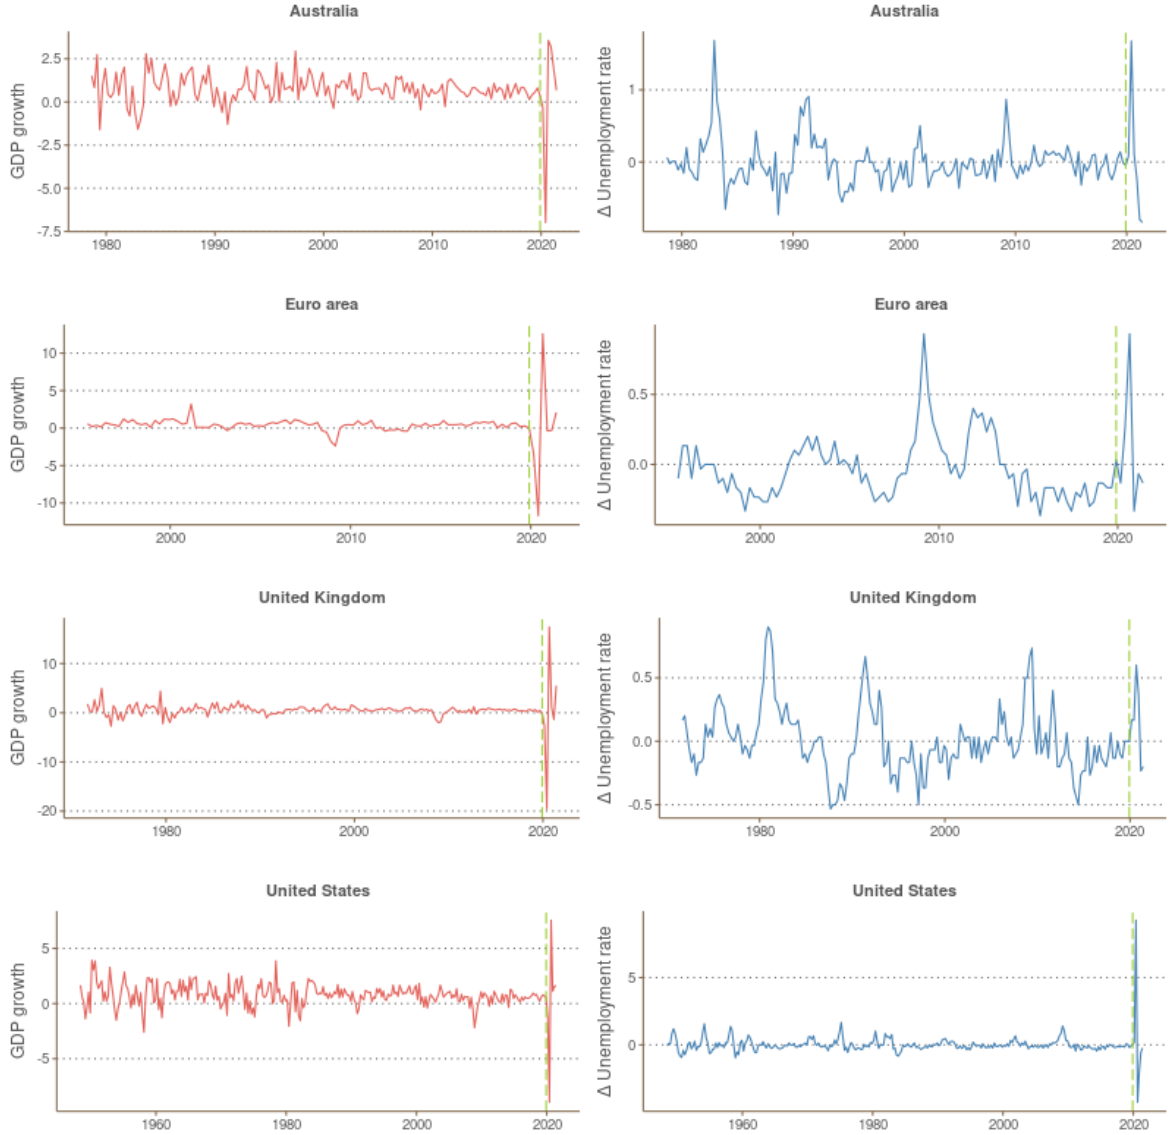 Australia
GDP growth
2.5
0.0
-2.5
-5.0
-7.5
1980 1990 2000 2010 2020
Australia
Δ Unemployment rate
1
0
1980 1990 2000 2010 2020
Euro area
GDP growth
10
5
0
-5
-10
2000 2010 2020
Euro area
Δ Unemployment rate
0.5
0.0
2000 2010 2020
United Kingdom
GDP growth
10
0
-10
-20
1980 2000 2020
United Kingdom
Δ Unemployment rate
0.5
0.0
-0.5
1980 2000 2020
United States
GDP growth
5
0
-5
1960 1980 2000 2020
United States
Δ Unemployment rate
5
0
1960 1980 2000 2020